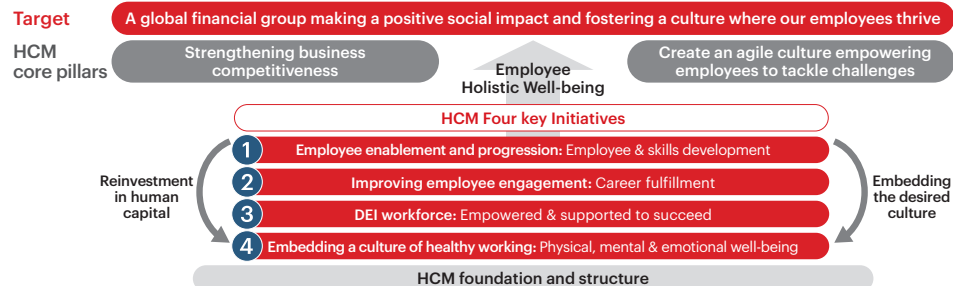 Target
A global financial group making a positive social impact and fostering a culture where our employees thrive
HCM
core pillars
Strengthening business
competitiveness
Employee
Holistic Well-being
Create an agile culture empowering
employees to tackle challenges
HCM Four key Initiatives
1 Employee enablement and progression: Employee & skills development
2 Improving employee engagement: Career fulfillment
3 DEI workforce: Empowered & supported to succeed
4 Embedding a culture of healthy working: Physical, mental & emotional well-being
Reinvestment
in human
capital
Embedding
the desired
culture
HCM foundation and structure